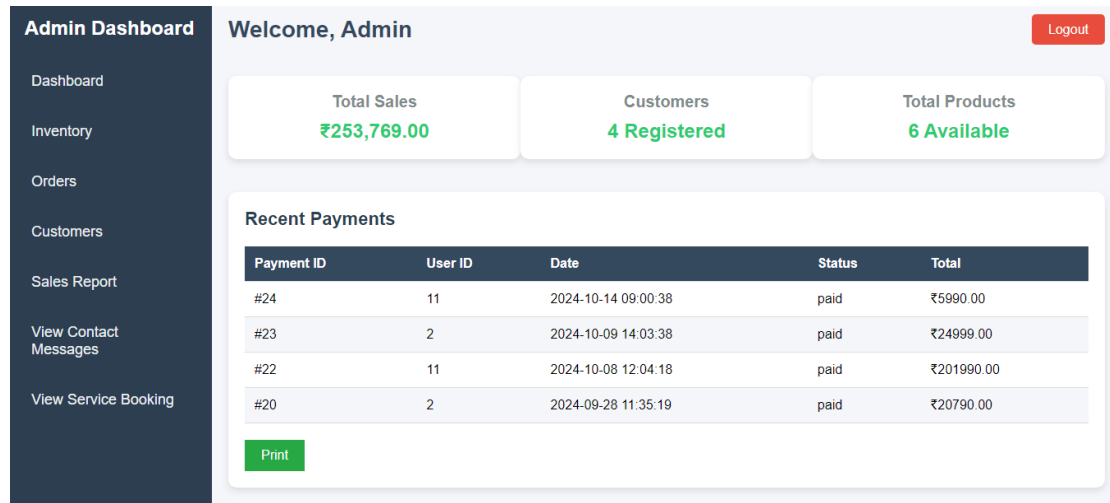 Admin Dashboard
Dashboard
Inventory
Orders
Customers
Sales Report
View Contact
Messages
View Service Booking
Welcome, Admin
Logout
Total Sales
₹253,769.00
Customers
4 Registered
Total Products
6 Available
Recent Payments
Payment ID User ID Date Status Total
#24 11 2024-10-14 09:00:38 paid ₹5990.00
#23 2 2024-10-09 14:03:38 paid ₹24999.00
#22 11 2024-10-08 12:04:18 paid ₹201990.00
#20 2 2024-09-28 11:35:19 paid ₹20790.00
Print